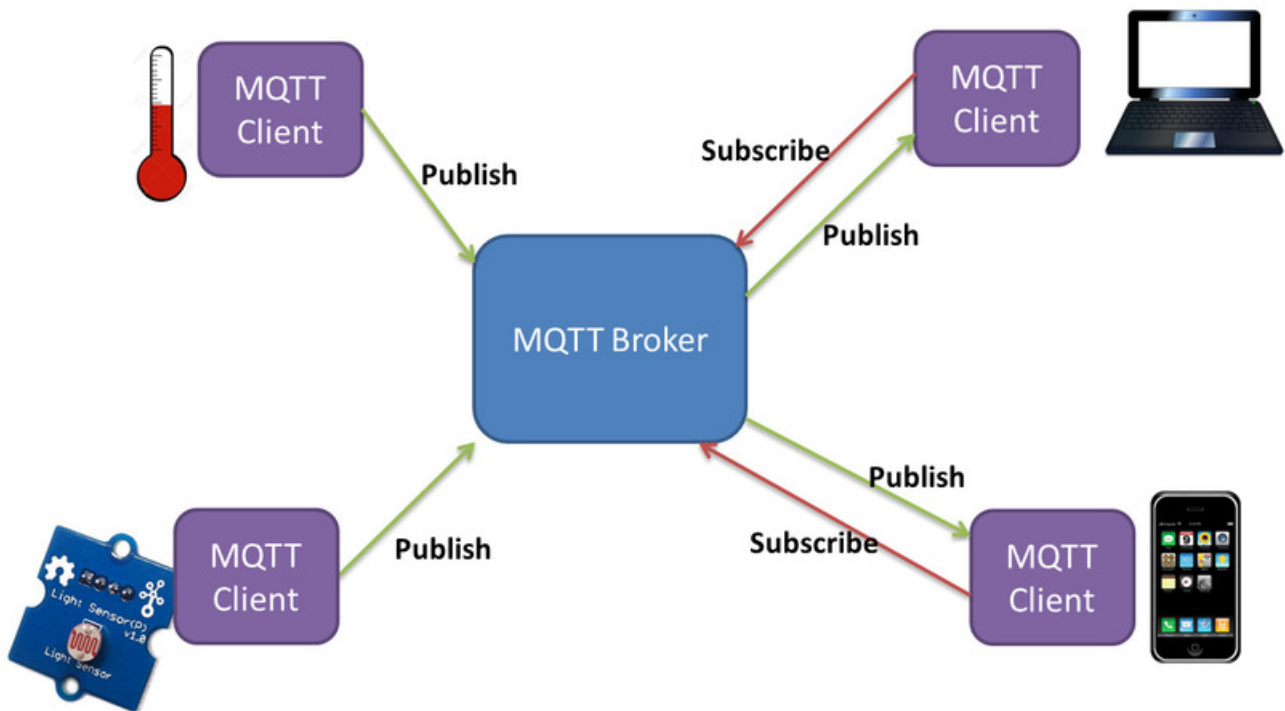 MQTT
Client
Publish
MQTT
Client
Subscribe
Publish
MQTT Broker
Publish
MQTT
Client
Light Sensor(P)
v1.0
Light Sensor
Publish
Subscribe
MQTT
Client